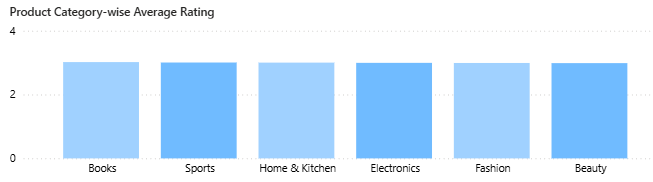 Product Category-wise Average Rating
4
2
0
Books Sports Home & Kitchen Electronics Fashion Beauty